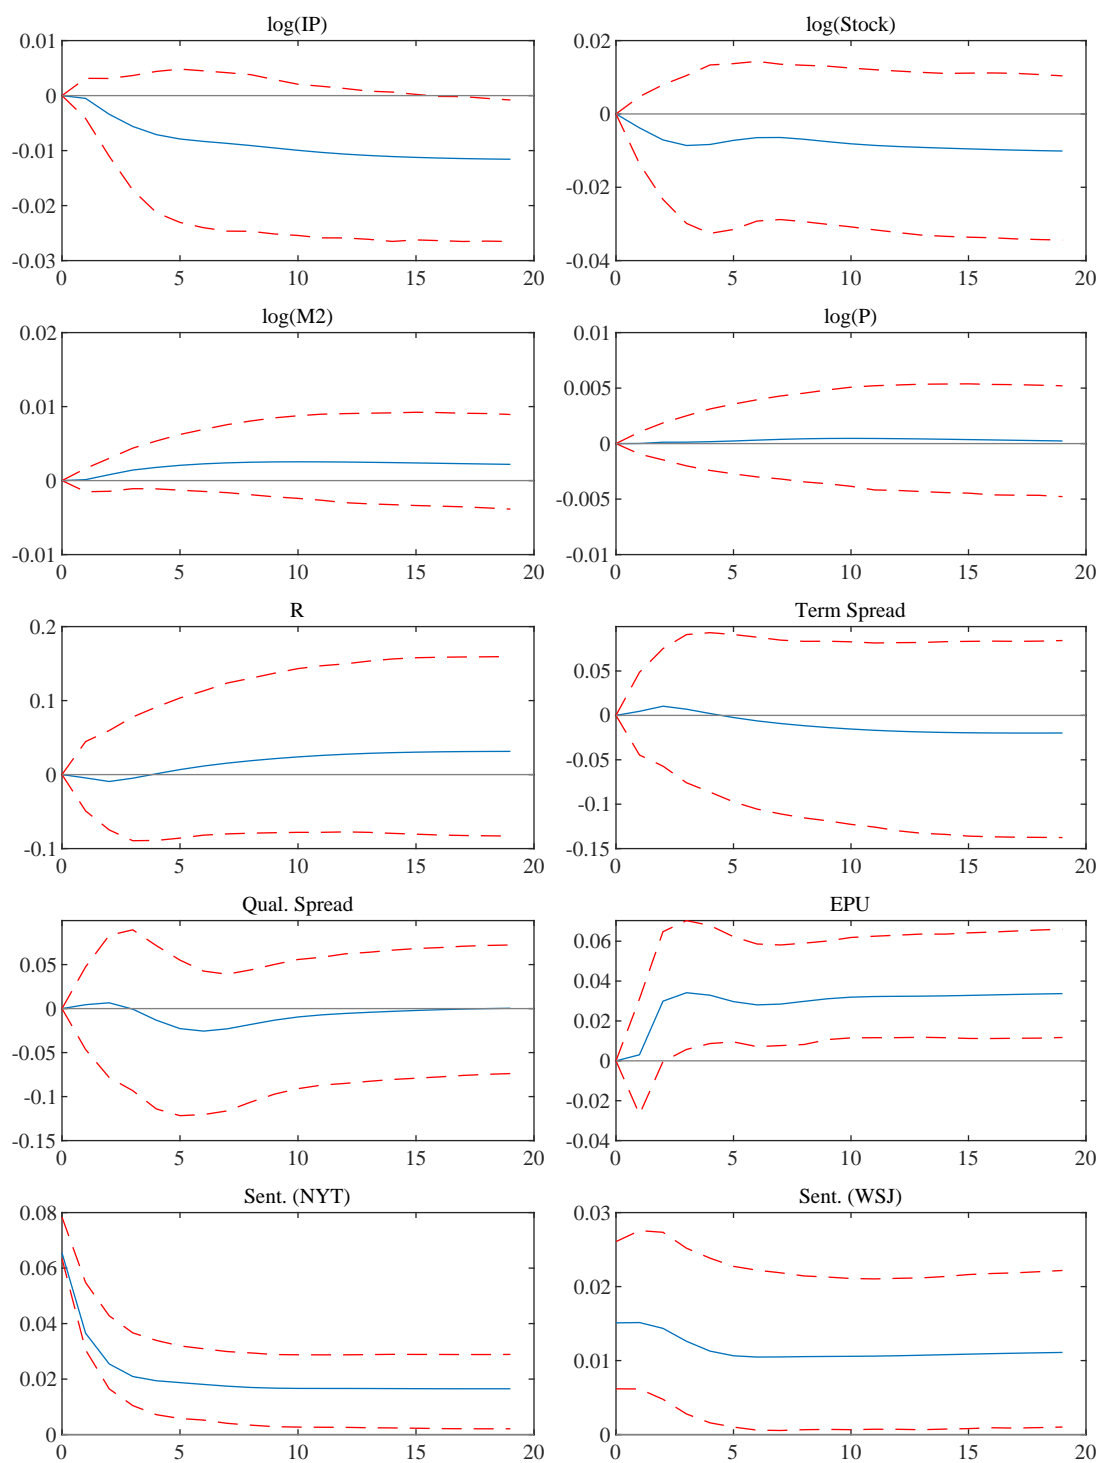 log(IP)
0.01
0
-0.01
-0.02
-0.03
0 5 10 15 20
log(Stock)
0.02
0
-0.02
-0.04
0 5 10 15 20
log(M2)
0.02
0.01
0
-0.01
0 5 10 15 20
log(P)
0.01
0.005
0
-0.005
-0.01
0 5 10 15 20
R
0.2
0.1
0
-0.1
0 5 10 15 20
Term Spread
0.05
0
-0.05
-0.1
-0.15
0 5 10 15 20
Qual. Spread
0.05
0
-0.05
-0.1
-0.15
0 5 10 15 20
EPU
0.06
0.04
0.02
0
-0.02
-0.04
0 5 10 15 20
Sent. (NYT)
0.08
0.06
0.04
0.02
0
0 5 10 15 20
Sent. (WSJ)
0.03
0.02
0.01
0
0 5 10 15 20